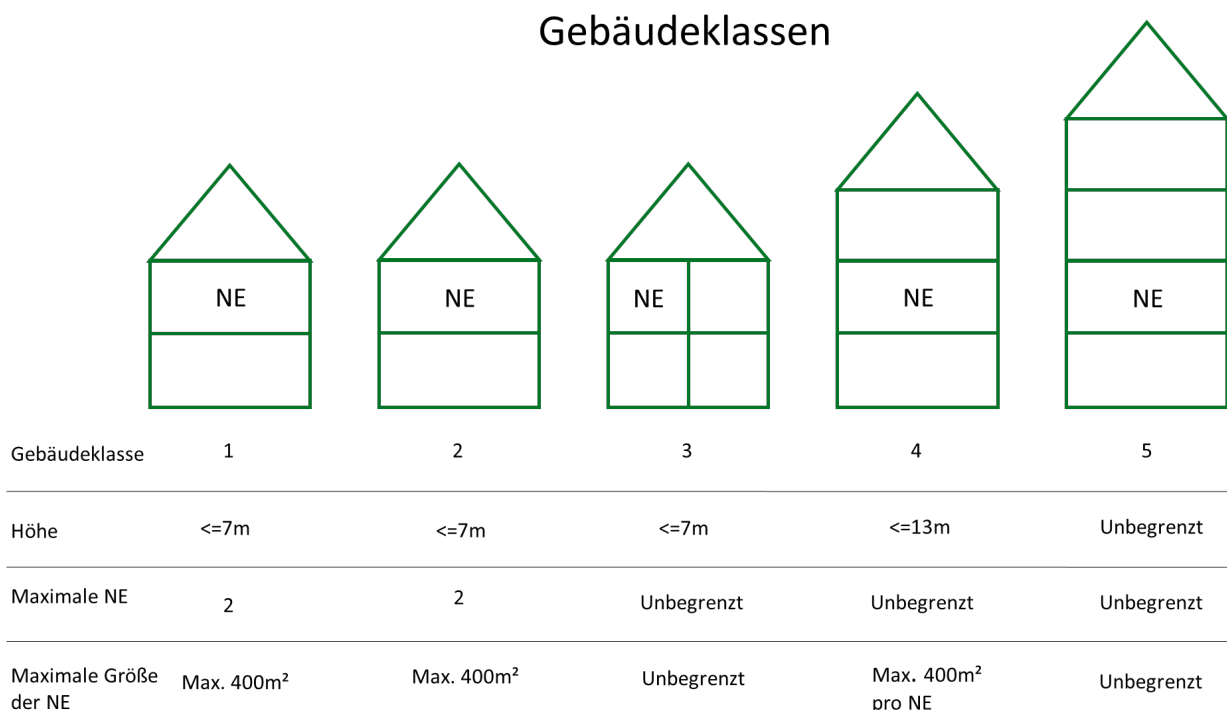 Gebäudeklassen
NE NE NE NE NE
Gebäudeklasse 1 2 3 4 5
Höhe <=7m <=7m <=7m <=13m Unbegrenzt
Maximale NE 2 2 Unbegrenzt Unbegrenzt Unbegrenzt
Maximale Größe Max. 400m² Max. 400m² Unbegrenzt Max. 400m² Unbegrenzt
der NE pro NE